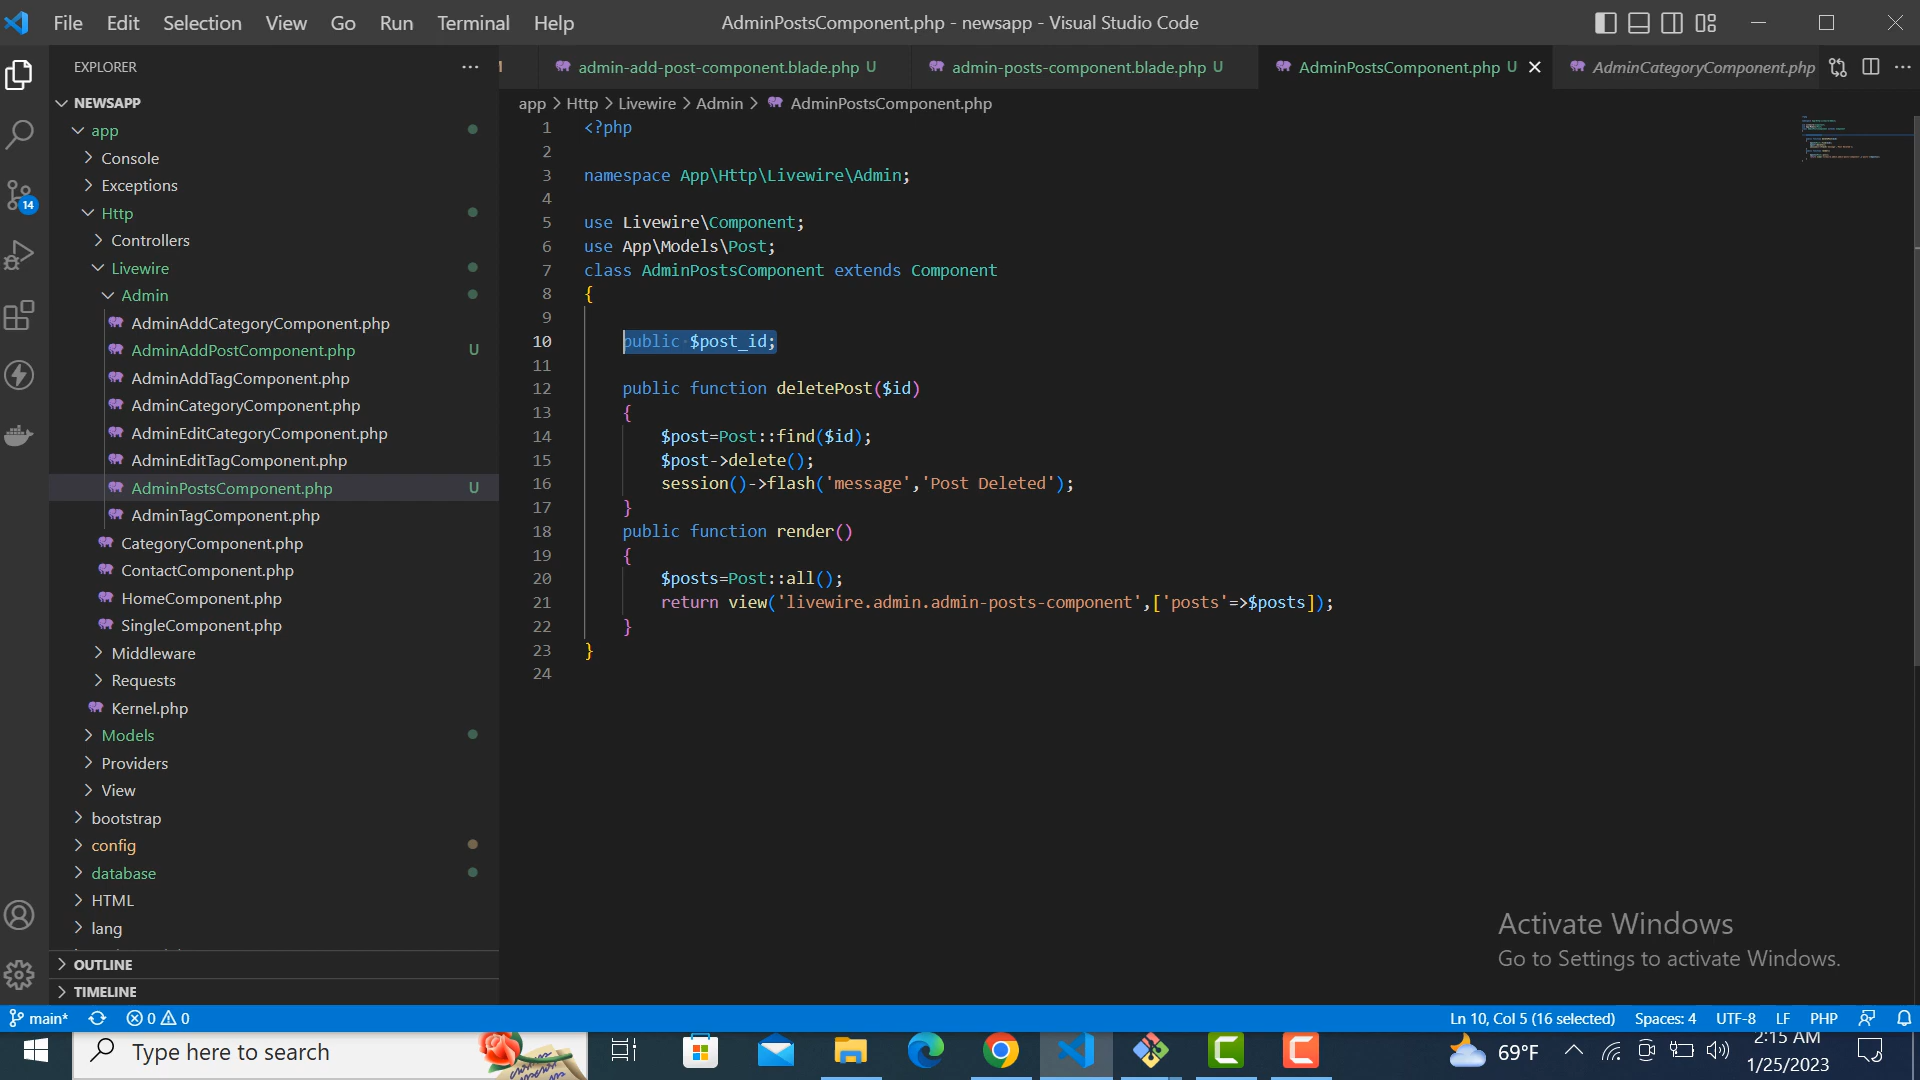 File Edit Selection View Go Run Terminal Help
AdminPostsComponent.php - newsapp - Visual Studio Code
EXPLORER
NEWSAPP
app
Console
Exceptions
Http
Controllers
Livewire
Admin
AdminAddCategoryComponent.php
AdminAddPostComponent.php U
AdminAddTagComponent.php
AdminCategoryComponent.php
AdminEditCategoryComponent.php
AdminEditTagComponent.php
AdminPostsComponent.php U
AdminTagComponent.php
CategoryComponent.php
ContactComponent.php
HomeComponent.php
SingleComponent.php
Middleware
Requests
Kernel.php
Models
Providers
View
bootstrap
config
database
HTML
lang
OUTLINE
TIMELINE
14
admin-add-post-component.blade.php U
admin-posts-component.blade.php U
AdminPostsComponent.php U
AdminCategoryComponent.php
app > Http > Livewire > Admin > AdminPostsComponent.php
1 <?php
2
3 namespace App\Http\Livewire\Admin;
4
5 use Livewire\Component;
6 use App\Models\Post;
7 class AdminPostsComponent extends Component
8 {
9
10 public $post_id;
11
12 public function deletePost($id)
13 {
14 $post=Post::find($id);
15 $post->delete();
16 session()->flash('message','Post Deleted');
17 }
18 public function render()
19 {
20 $posts=Post::all();
21 return view('livewire.admin.admin-posts-component',['posts'=>$posts]);
22 }
23 }
24
Activate Windows
Go to Settings to activate Windows.
main* 0 0
Ln 10, Col 5 (16 selected) Spaces: 4 UTF-8 LF PHP
Type here to search
69°F
2:15 AM
1/25/2023